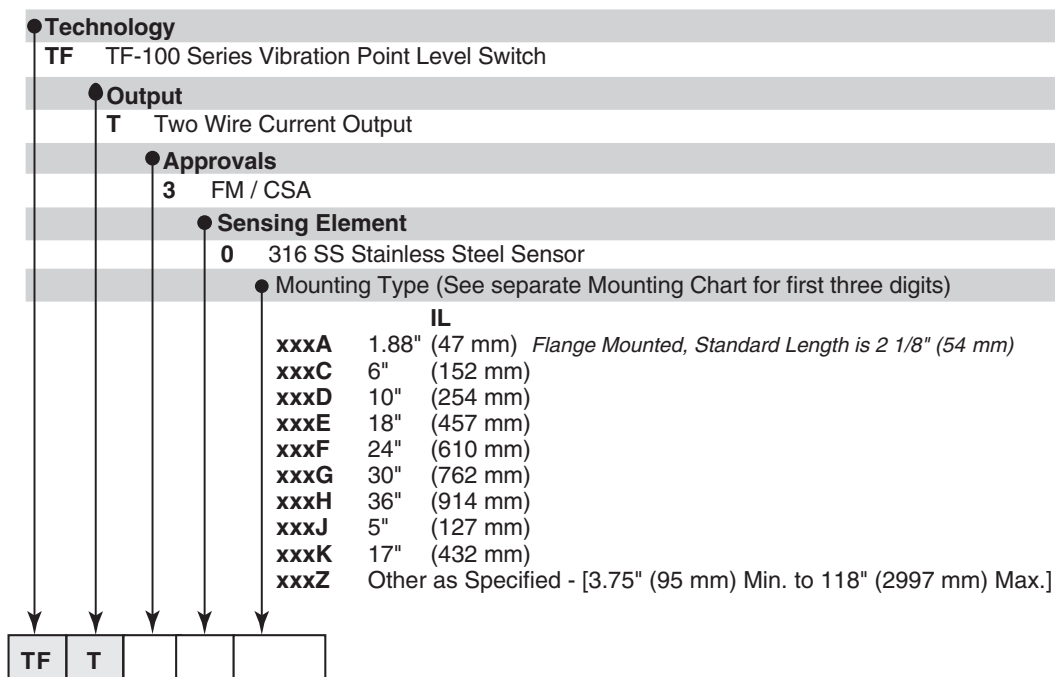 Technology
TF TF-100 Series Vibration Point Level Switch
Output
T Two Wire Current Output
Approvals
3 FM / CSA
Sensing Element
0 316 SS Stainless Steel Sensor
Mounting Type (See separate Mounting Chart for first three digits)
IL
xxxA 1.88" (47 mm) Flange Mounted, Standard Length is 2 1/8" (54 mm)
xxxC 6" (152 mm)
xxxD 10" (254 mm)
xxxE 18" (457 mm)
xxxF 24" (610 mm)
xxxG 30" (762 mm)
xxxH 36" (914 mm)
xxxJ 5" (127 mm)
xxxK 17" (432 mm)
xxxZ Other as Specified - [3.75" (95 mm) Min. to 118" (2997 mm) Max.]
TF T